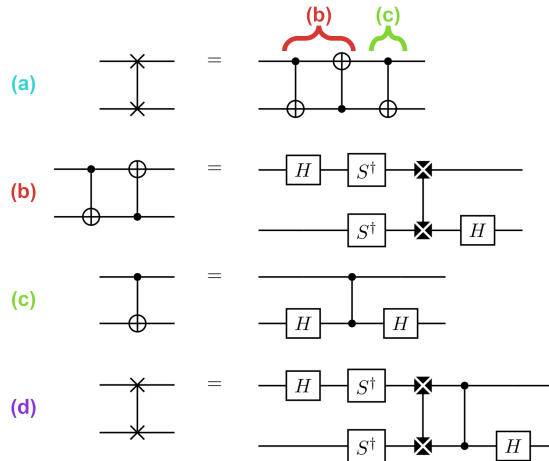 (b) (c)
(a) =
(b) = H S†
S† H
(c) =
H H
(d) = H S†
S† H